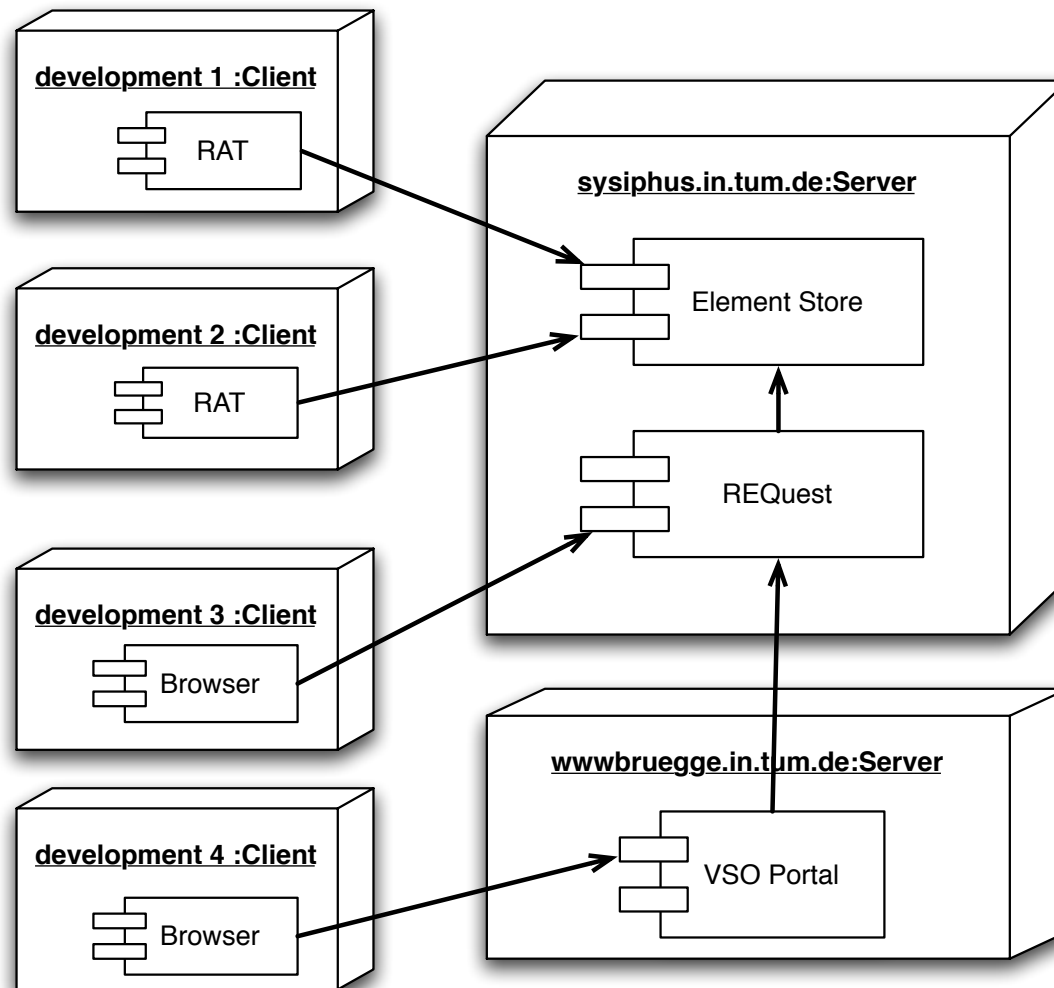 development 1 :Client
RAT
development 2 :Client
RAT
development 3 :Client
Browser
development 4 :Client
Browser
sysiphus.in.tum.de:Server
Element Store
REQuest
wwwbruegge.in.tum.de:Server
VSO Portal